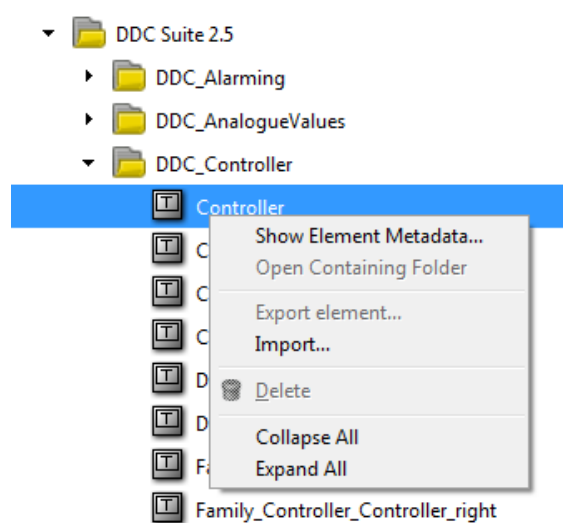 DDC Suite 2.5
DDC_Alarming
DDC_AnalogueValues
DDC_Controller
Controller
Show Element Metadata...
Open Containing Folder
Export element...
Import...
Delete
Collapse All
Expand All
Family_Controller_Controller_right